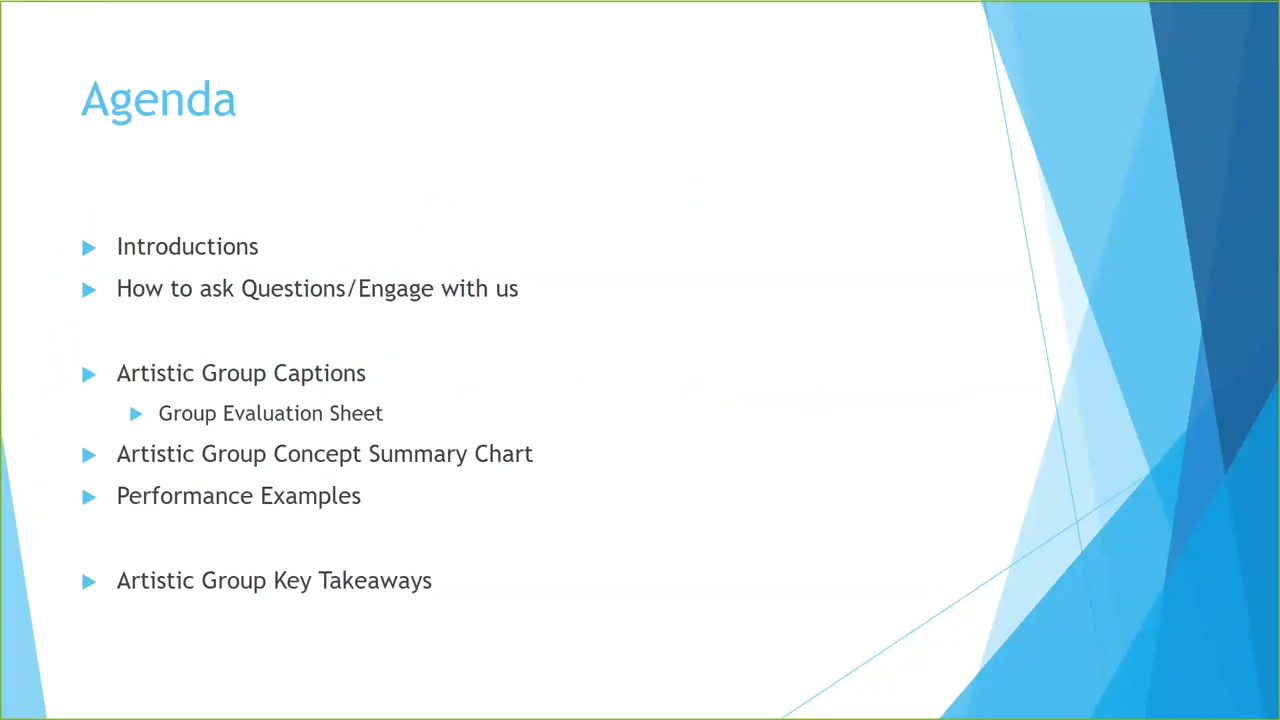 Agenda
Introductions
How to ask Questions/Engage with us
Artistic Group Captions
Group Evaluation Sheet
Artistic Group Concept Summary Chart
Performance Examples
Artistic Group Key Takeaways